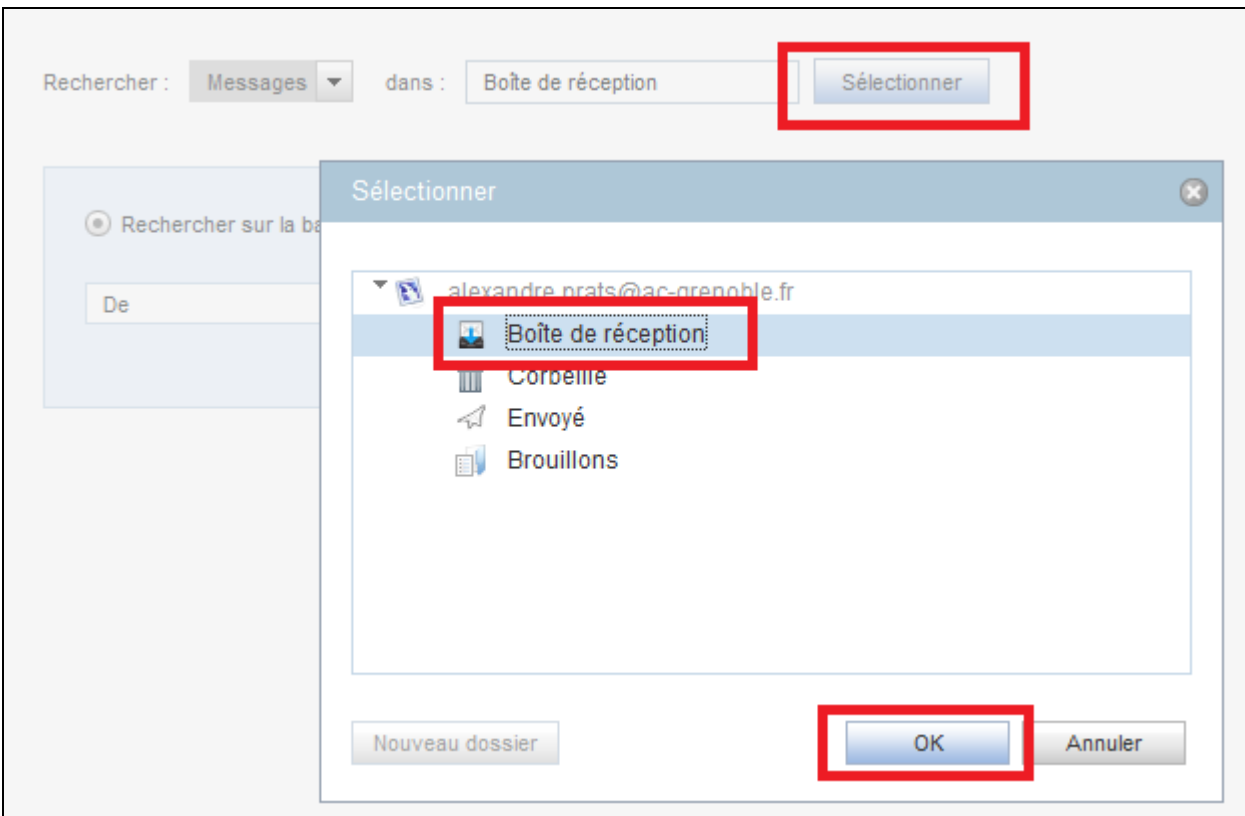 Rechercher : Messages dans : Boîte de réception Sélectionner
Sélectionner
Rechercher sur la ba
De
alexandre.prats@ac-grenoble.fr
Boîte de réception
Corbeille
Envoyé
Brouillons
Nouveau dossier OK Annuler